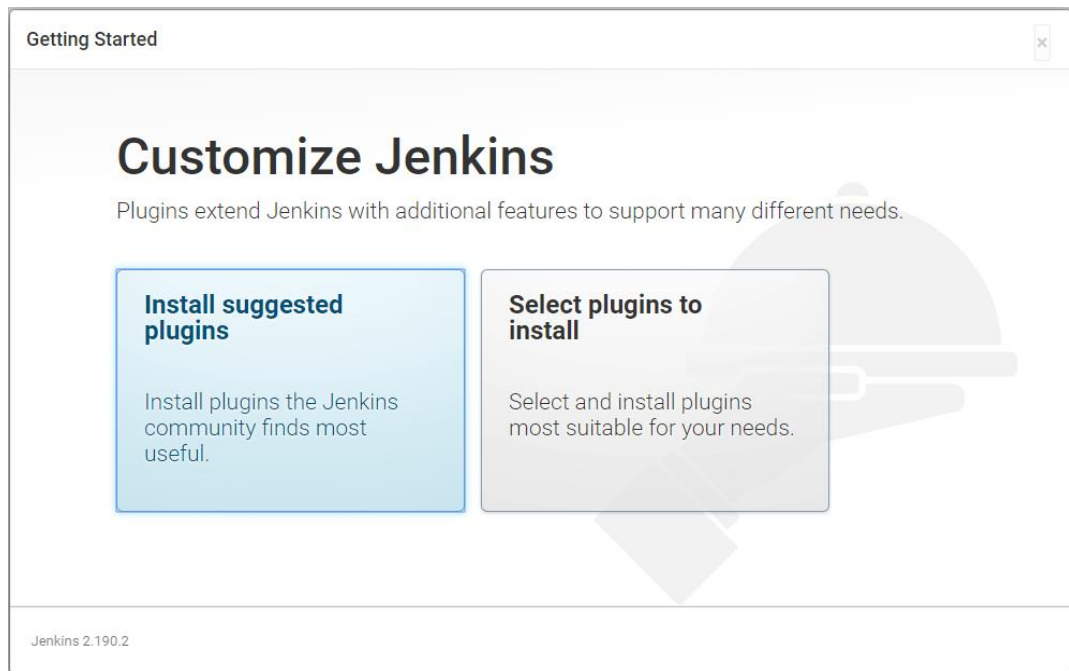 Getting Started
×
Customize Jenkins
Plugins extend Jenkins with additional features to support many different needs.
Install suggested
plugins
Install plugins the Jenkins
community finds most
useful.
Select plugins to
install
Select and install plugins
most suitable for your needs.
Jenkins 2.190.2